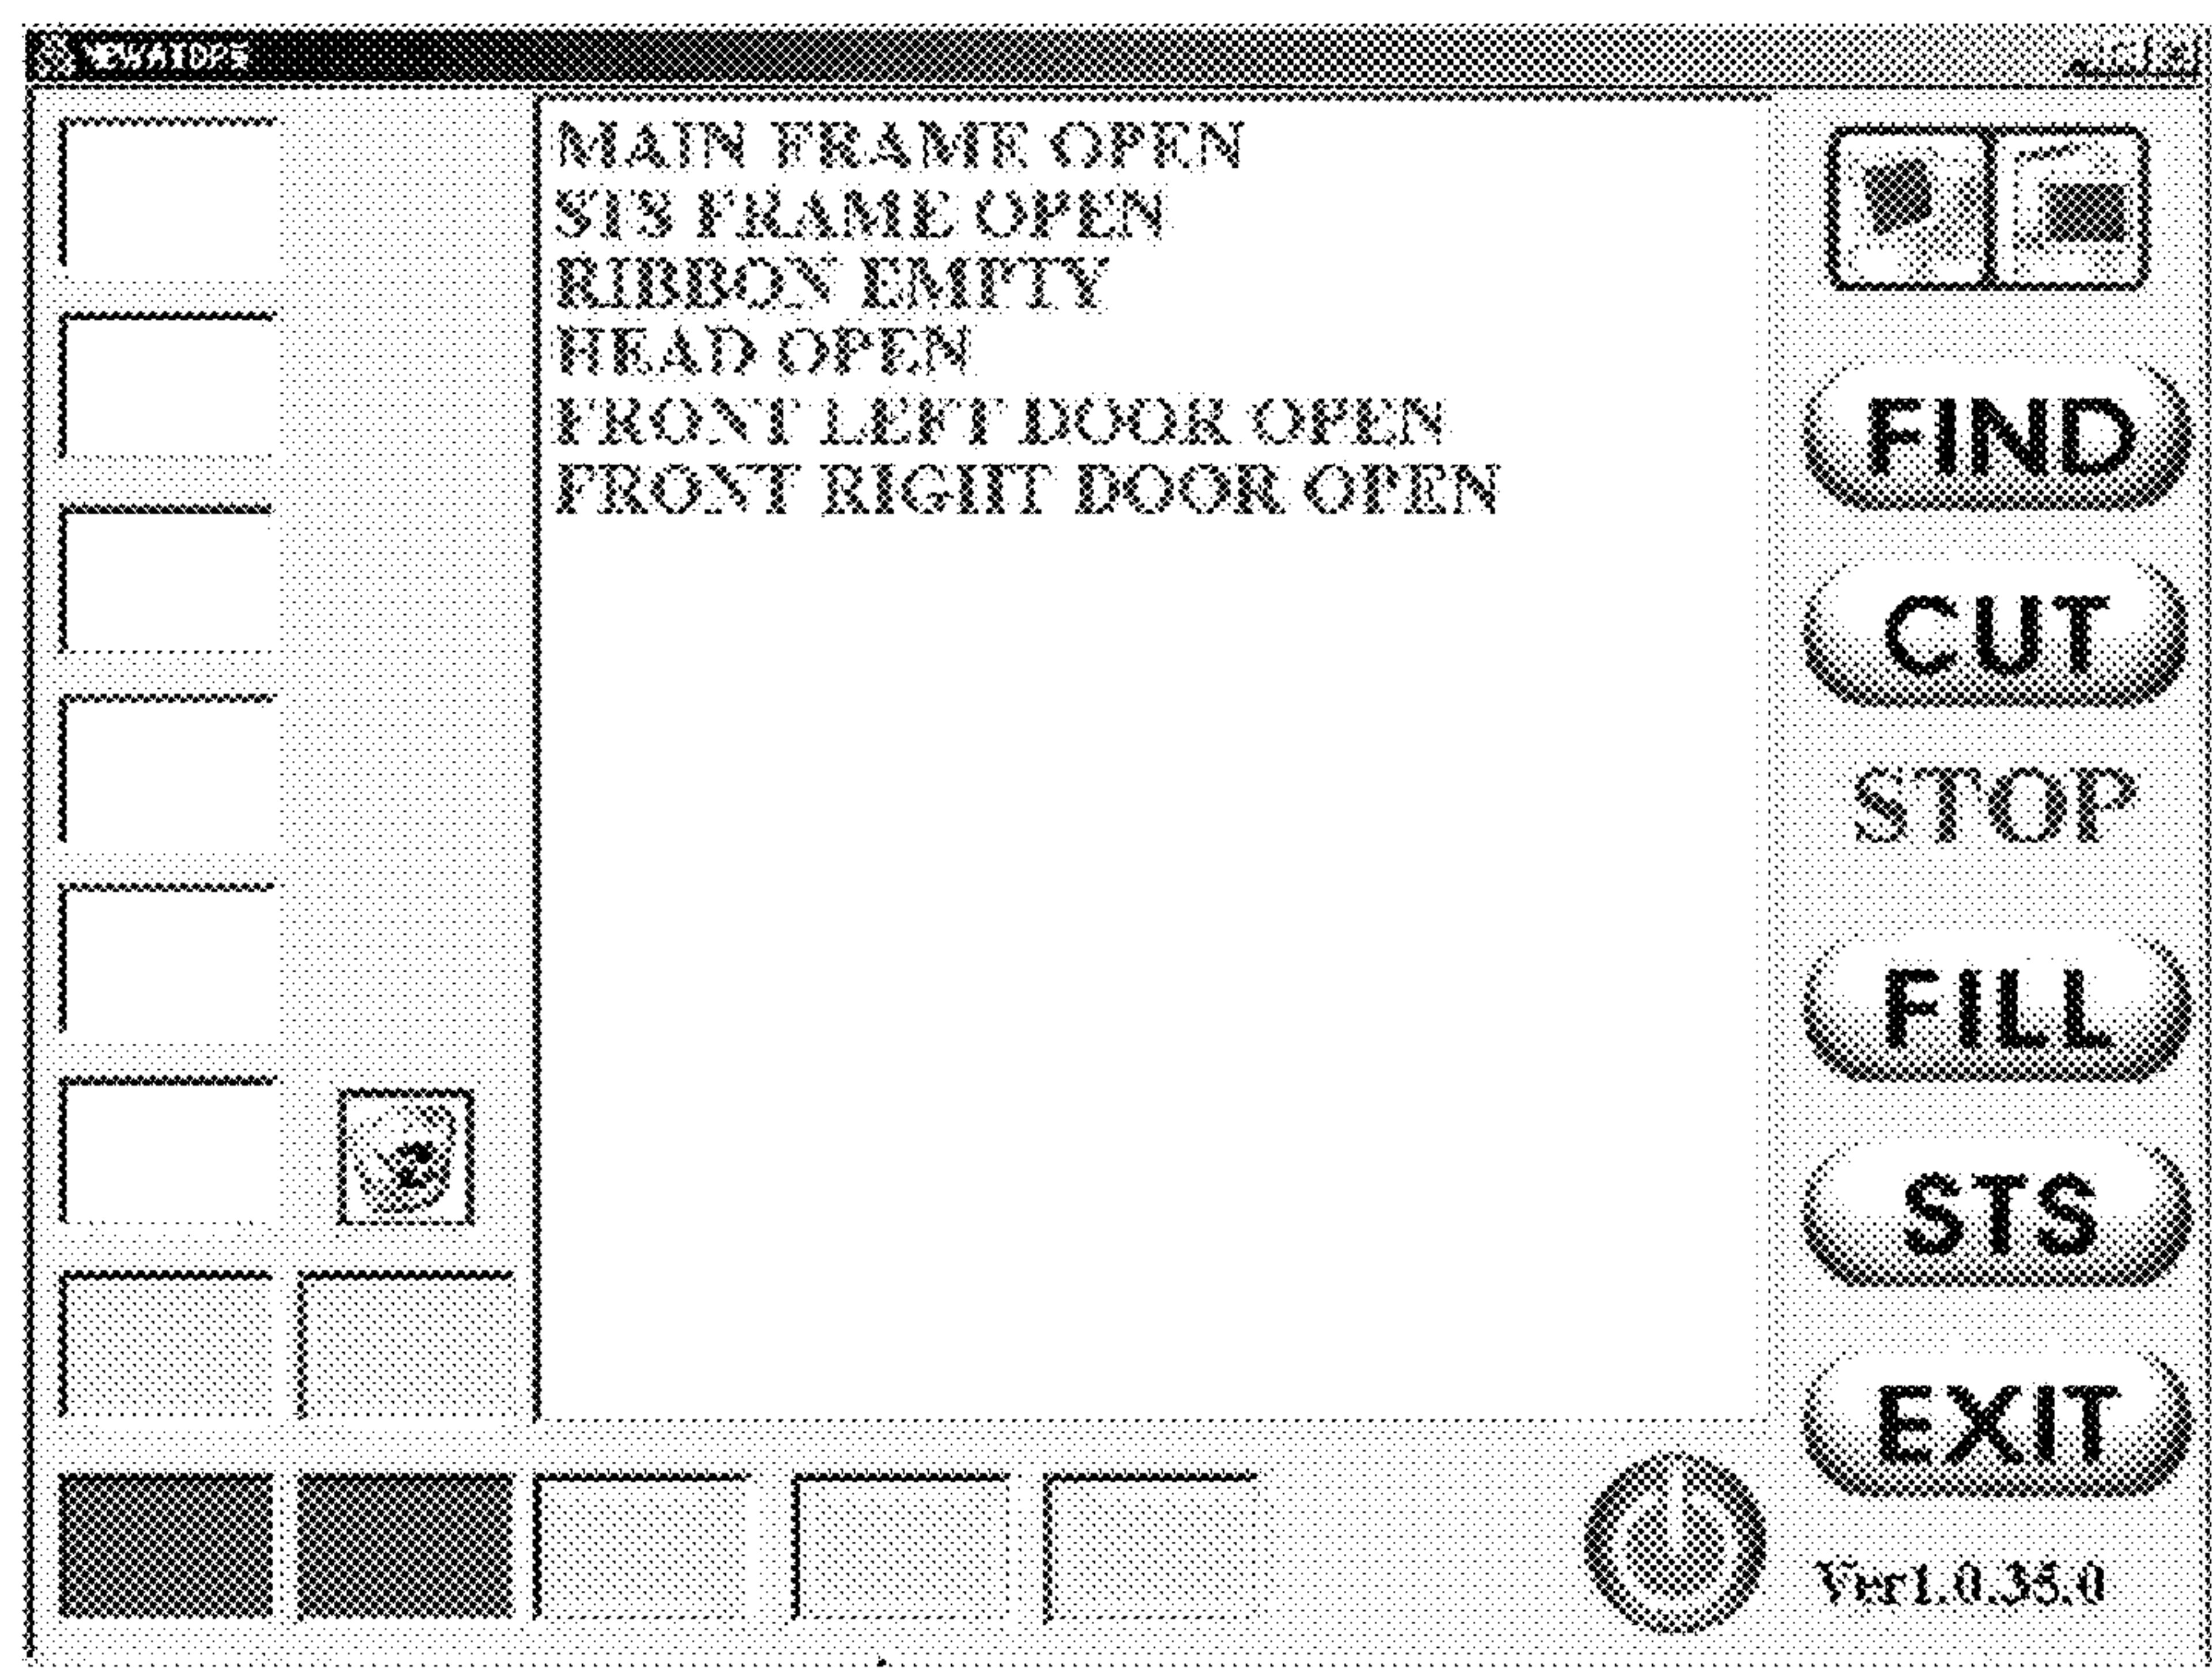 MAIN FRAME OPEN
STS FRAME OPEN
RIBBON EMPTY
HEAD OPEN
FRONT LEFT DOOR OPEN
FRONT RIGHT DOOR OPEN
FIND
CUT
STOP
FILL
STS
EXIT
Ver1.0.35.0